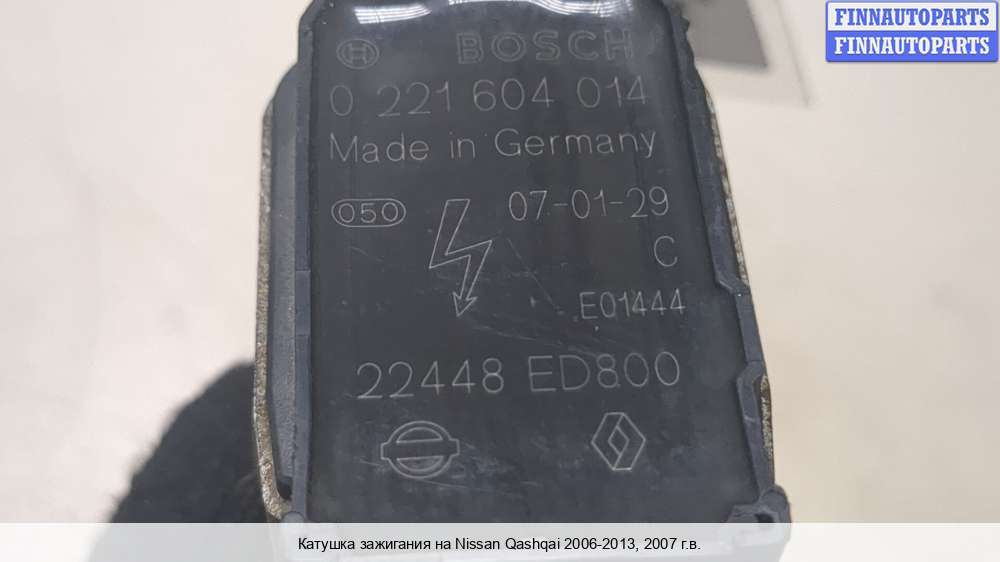 FINNAUTOPARTS
FINNAUTOPARTS
BOSCH
0 221 604 014
Made in Germany
050
07-01-29
C
E01444
22448 ED800
Катушка зажигания на Nissan Qashqai 2006-2013, 2007 г.в.